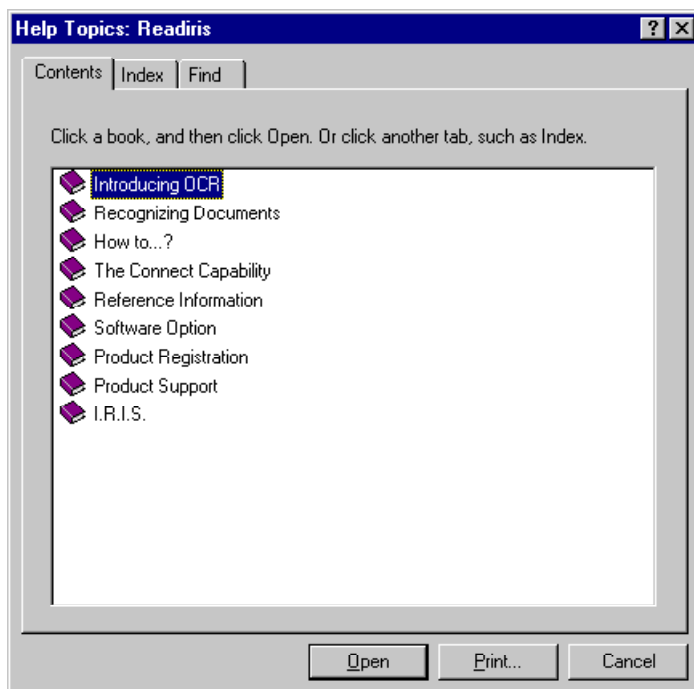 Help Topics: Readiris
Contents Index Find
Click a book, and then click Open. Or click another tab, such as Index.
Introducing OCR
Recognizing Documents
How to...?
The Connect Capability
Reference Information
Software Option
Product Registration
Product Support
I.R.I.S.
Open Print... Cancel